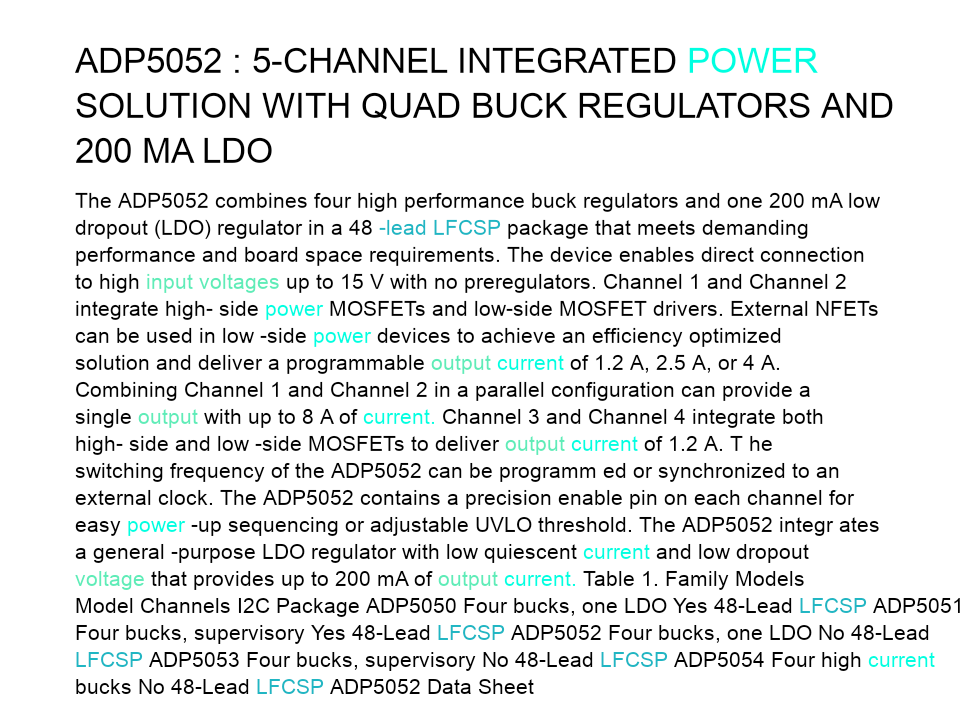 ADP5052 : 5-CHANNEL INTEGRATED POWER
SOLUTION WITH QUAD BUCK REGULATORS AND
200 MA LDO
The ADP5052 combines four high performance buck regulators and one 200 mA low
dropout (LDO) regulator in a 48 -lead LFCSP package that meets demanding
performance and board space requirements. The device enables direct connection
to high input voltages up to 15 V with no preregulators. Channel 1 and Channel 2
integrate high- side power MOSFETs and low-side MOSFET drivers. External NFETs
can be used in low -side power devices to achieve an efficiency optimized
solution and deliver a programmable output current of 1.2 A, 2.5 A, or 4 A.
Combining Channel 1 and Channel 2 in a parallel configuration can provide a
single output with up to 8 A of current. Channel 3 and Channel 4 integrate both
high- side and low -side MOSFETs to deliver output current of 1.2 A. T he
switching frequency of the ADP5052 can be programm ed or synchronized to an
external clock. The ADP5052 contains a precision enable pin on each channel for
easy power -up sequencing or adjustable UVLO threshold. The ADP5052 integr ates
a general -purpose LDO regulator with low quiescent current and low dropout
voltage that provides up to 200 mA of output current. Table 1. Family Models
Model Channels I2C Package ADP5050 Four bucks, one LDO Yes 48-Lead LFCSP ADP5051
Four bucks, supervisory Yes 48-Lead LFCSP ADP5052 Four bucks, one LDO No 48-Lead
LFCSP ADP5053 Four bucks, supervisory No 48-Lead LFCSP ADP5054 Four high current
bucks No 48-Lead LFCSP ADP5052 Data Sheet